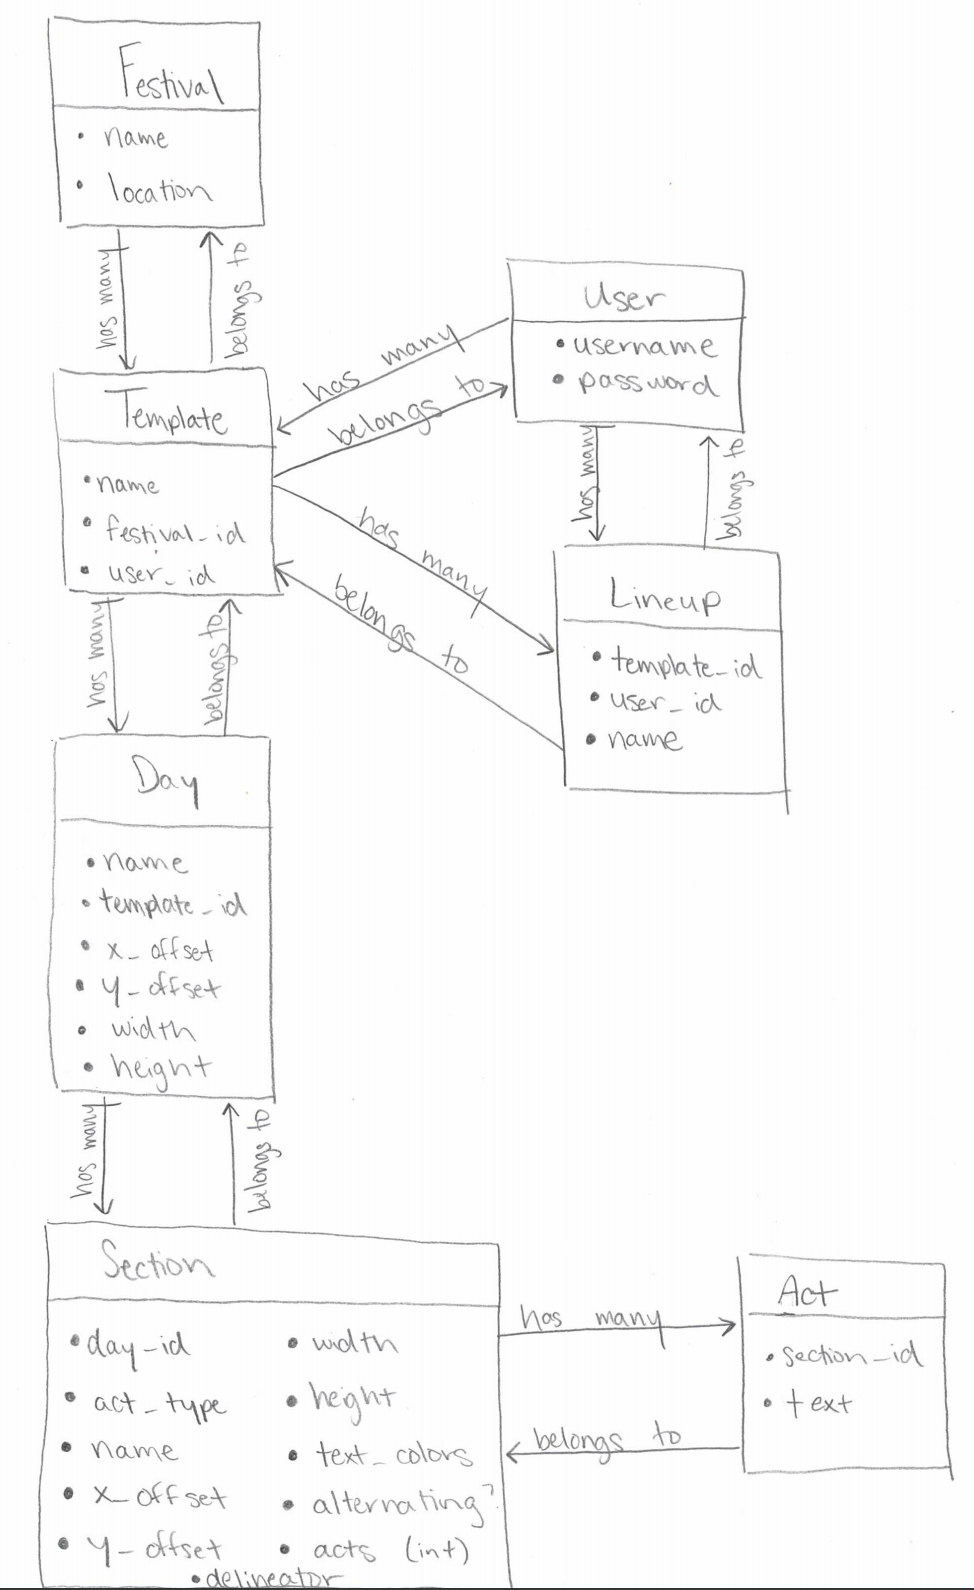 Festival
• name
• location
has many
belongs to
User
• username
• password
has many
belongs to
Template
• name
• festival_id
• user_id
has many
belongs to
has many
belongs to
Lineup
• template_id
• user_id
• name
has many
belongs to
Day
• name
• template_id
• x_offset
• y_offset
• width
• height
has many
belongs to
Section
• day_id
• act_type
• name
• x_offset
• y_offset
• width
• height
• text_colors
• alternating?
• acts (int)
• delineator
has many
belongs to
Act
• section_id
• text